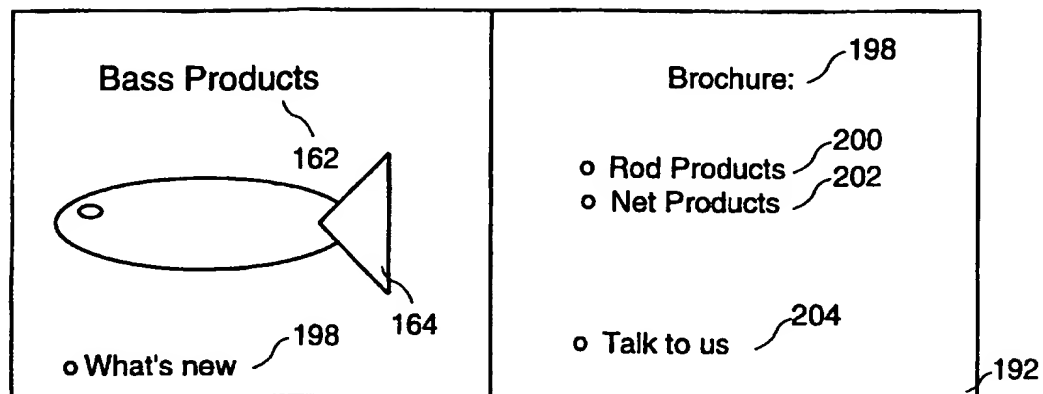 Bass Products
162
164
What's new 198
Brochure: 198
Rod Products 200
Net Products 202
Talk to us 204
192